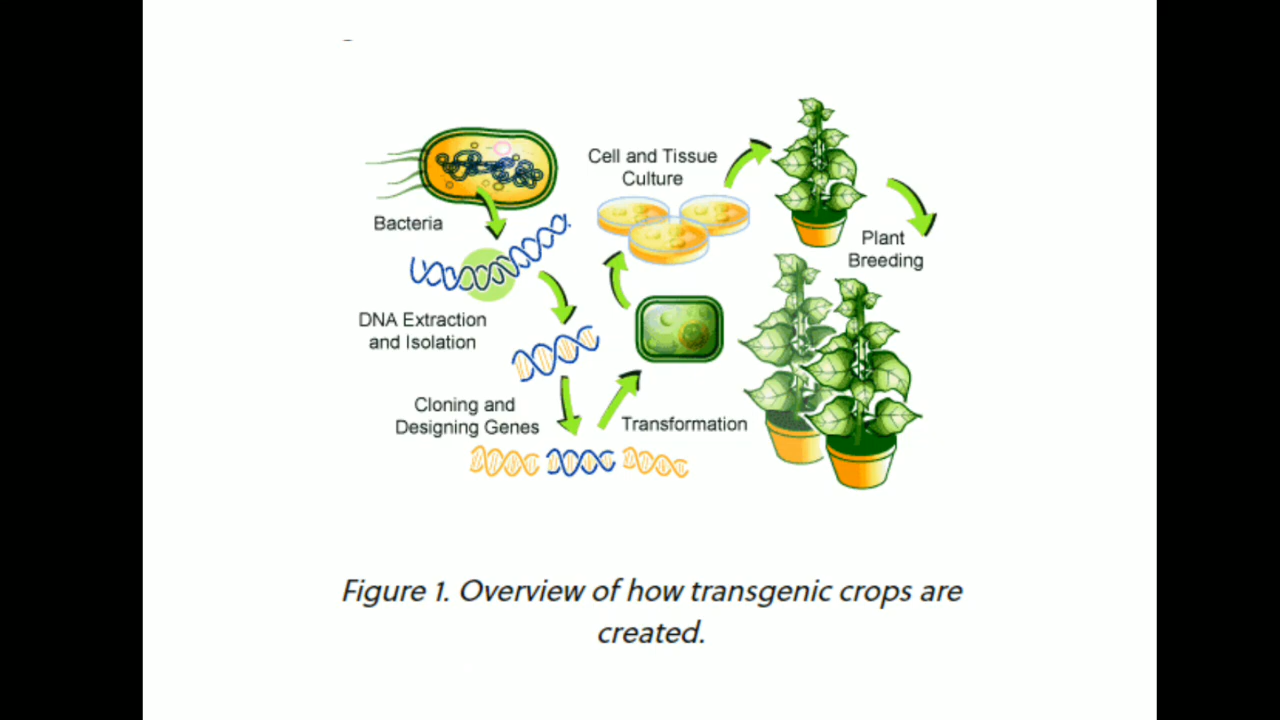 Bacteria
DNA Extraction
and Isolation
Cloning and
Designing Genes
Transformation
Cell and Tissue
Culture
Plant
Breeding
Figure 1. Overview of how transgenic crops are
created.